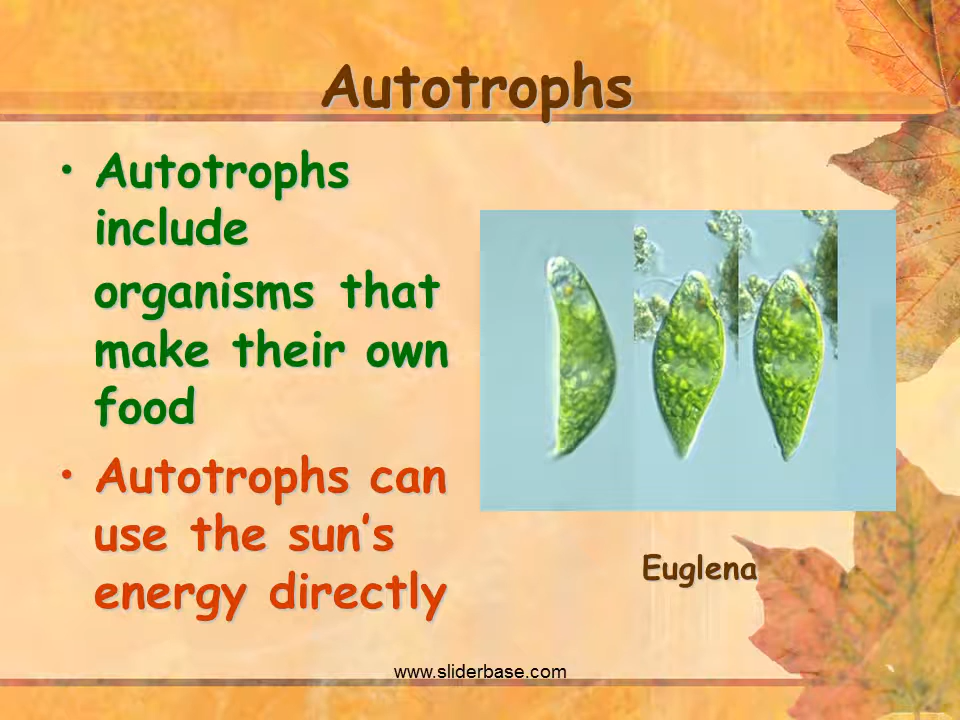 Autotrophs
• Autotrophs
include
organisms that
make their own
food
• Autotrophs can
use the sun’s
energy directly
Euglena
www.sliderbase.com